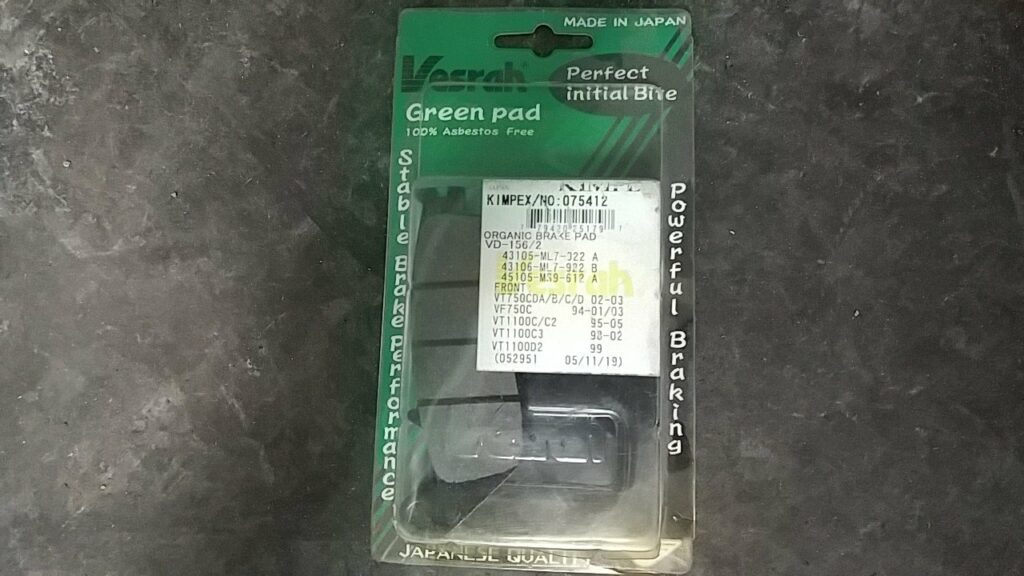 MADE IN JAPAN
Vesrah
Perfect
initial Bite
Green pad
100% Asbestos Free
Stable Brake performance
Powerful Braking
KIMPEX/NO:075412
ORGANIC BRAKE PAD
VD-156/2
43105-ML7-322 A
43106-ML7-922 B
45105-MS9-612 A
FRONT
VT750CDA/B/C/D 02-03
VF750C 94-01/03
VT1100C/C2 95-05
VT1100C3 98-02
VT1100D2 99
(052951 05/11/19)
JAPANESE QUALITY